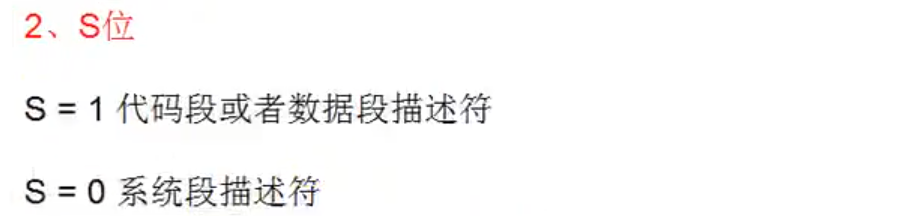 2、S位
S = 1 代码段或者数据段描述符
S = 0 系统段描述符